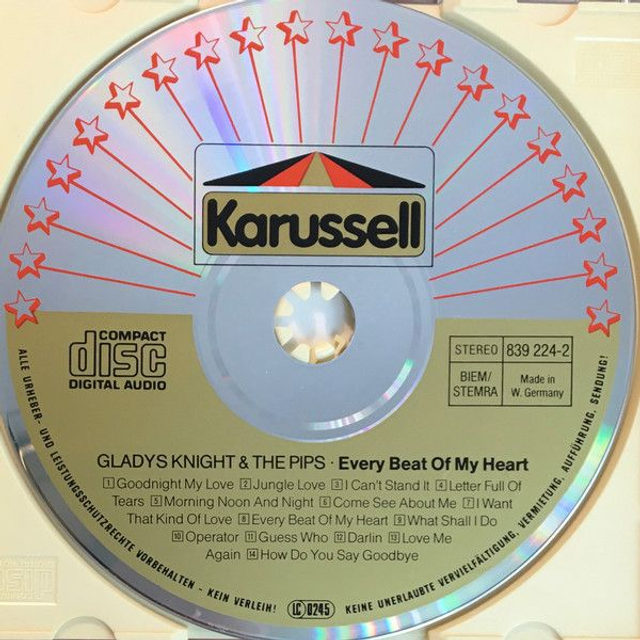 Karussell
COMPACT
disc
DIGITAL AUDIO
STEREO 839 224-2
BIEM/ Made in
STEMRA W. Germany
GLADYS KNIGHT & THE PIPS · Every Beat Of My Heart
1 Goodnight My Love 2 Jungle Love 3 I Can't Stand It 4 Letter Full Of
Tears 5 Morning Noon And Night 6 Come See About Me 7 I Want
That Kind Of Love 8 Every Beat Of My Heart 9 What Shall I Do
10 Operator 11 Guess Who 12 Darlin 13 Love Me
Again 14 How Do You Say Goodbye
ALLE URHEBER- UND LEISTUNGSSCHUTZRECHTE VORBEHALTEN - KEIN VERLEIH! LC 0245 KEINE UNERLAUBTE VERVIELFÄLTIGUNG, VERMIETUNG, AUFFÜHRUNG, SENDUNG!